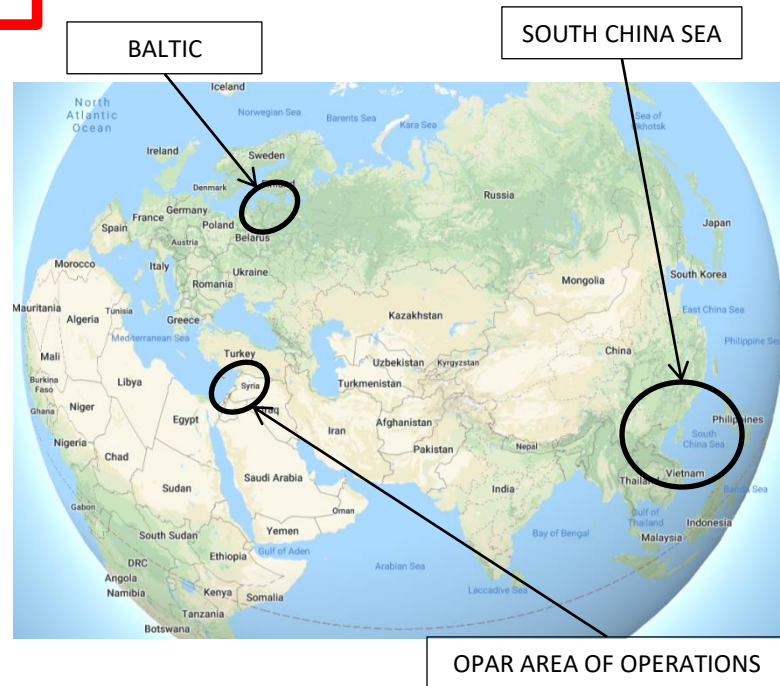 BALTIC
SOUTH CHINA SEA
Iceland
North
Atlantic
Ocean
Norwegian Sea
Barents Sea
Kara Sea
Sea of
Okhotsk
Ireland
Sweden
Finland
Denmark
Russia
Germany
France
Poland
Belarus
Spain
Austria
Japan
Morocco
Italy
Ukraine
Romania
Mongolia
South Korea
Kazakhstan
East China Sea
Mauritania
Algeria
Tunisia
Greece
Mediterranean Sea
Turkey
Uzbekistan
Kyrgyzstan
China
Philippine Sea
Mali
Libya
Syria
Turkmenistan
Burkina
Faso
Iraq
Niger
Egypt
Iran
Afghanistan
Ghana
Philippines
Nigeria
Pakistan
Nepal
South
China Sea
Chad
Saudi Arabia
Vietnam
Thailand
Sudan
India
Banda Sea
Gabon
Oman
Gulf of
Thailand
Indonesia
South Sudan
Yemen
Bay of Bengal
Malaysia
DRC
Ethiopia
Gulf of Aden
Arabian Sea
Angola
Namibia
Kenya
Somalia
Laccadive Sea
Tanzania
Botswana
OPAR AREA OF OPERATIONS